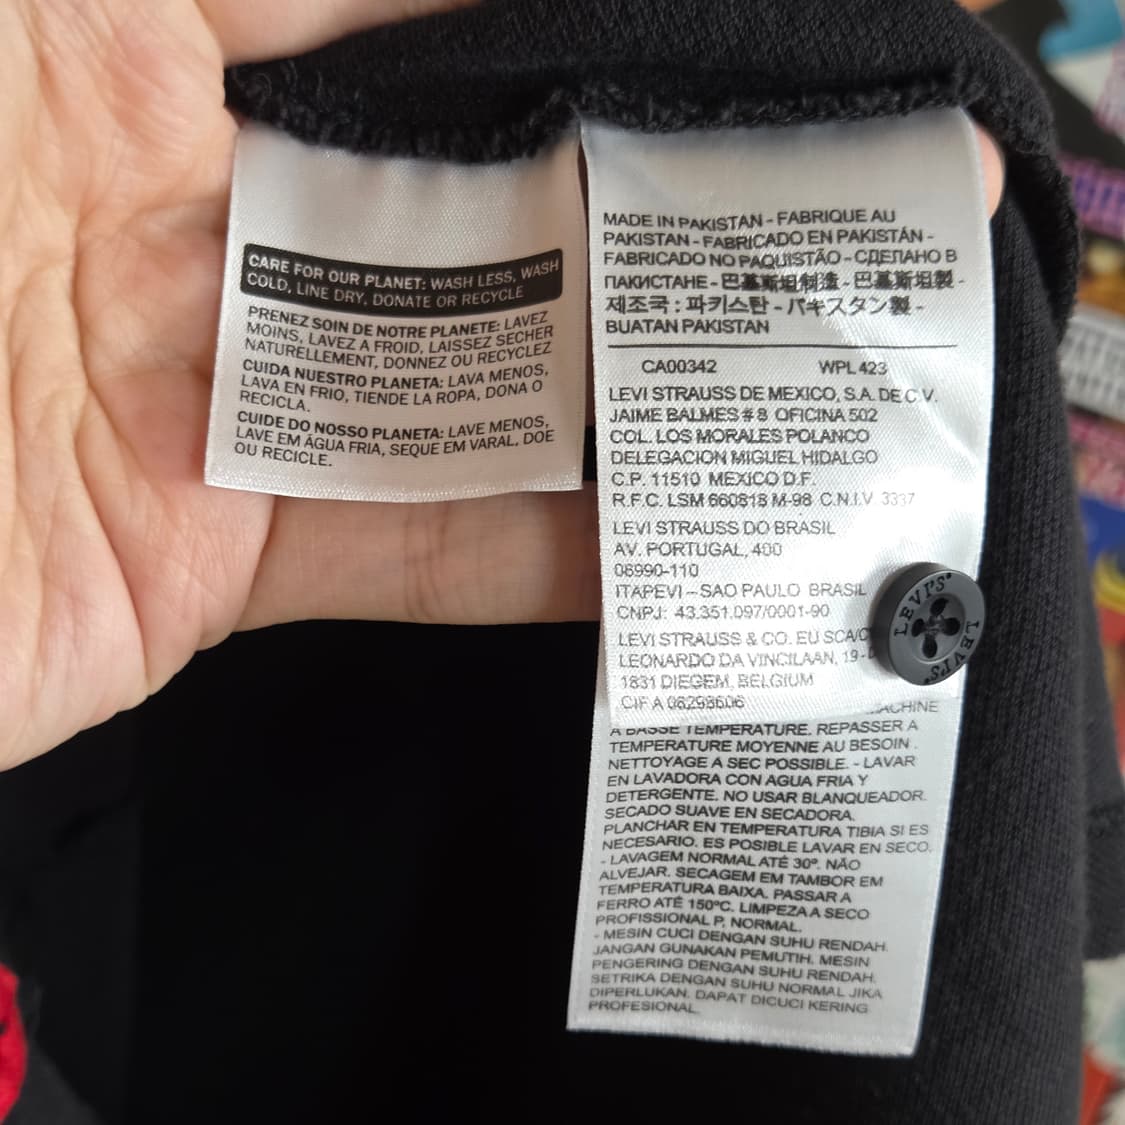 CARE FOR OUR PLANET: WASH LESS, WASH
COLD, LINE DRY, DONATE OR RECYCLE
PRENEZ SOIN DE NOTRE PLANETE: LAVEZ
MOINS, LAVEZ A FROID, LAISSEZ SECHER
NATURELLEMENT, DONNEZ OU RECYCLEZ
CUIDA NUESTRO PLANETA: LAVA MENOS,
LAVA EN FRIO, TIENDE LA ROPA, DONA O
RECICLA.
CUIDE DO NOSSO PLANETA: LAVE MENOS,
LAVE EM ÁGUA FRIA, SEQUE EM VARAL, DOE
OU RECICLE.
MADE IN PAKISTAN - FABRIQUE AU
PAKISTAN - FABRICADO EN PAKISTÁN -
FABRICADO NO PAQUISTÃO - СДЕЛАНО В
ПАКИСТАНЕ - 巴基斯坦制造 - 巴基斯坦製 -
제조국 : 파키스탄 - パキスタン製 -
BUATAN PAKISTAN
CA00342 WPL 423
LEVI STRAUSS DE MEXICO, S.A. DE C.V.
JAIME BALMES # 8 OFICINA 502
COL. LOS MORALES POLANCO
DELEGACION MIGUEL HIDALGO
C.P. 11510 MEXICO D.F.
R.F.C. LSM 660818 M-98 C.N.I.V. 3337
LEVI STRAUSS DO BRASIL
AV. PORTUGAL, 400
06990-110
ITAPEVI – SAO PAULO BRASIL
CNPJ: 43.351.097/0001-90
LEVI STRAUSS & CO. EU SCA/C
LEONARDO DA VINCILAAN, 19-
1831 DIEGEM, BELGIUM
CIF A 08298606
LEVI'S®
LEVI'S®
ACHINE
A BASSE TEMPERATURE. REPASSER A
TEMPERATURE MOYENNE AU BESOIN .
NETTOYAGE A SEC POSSIBLE. - LAVAR
EN LAVADORA CON AGUA FRIA Y
DETERGENTE. NO USAR BLANQUEADOR.
SECADO SUAVE EN SECADORA.
PLANCHAR EN TEMPERATURA TIBIA SI ES
NECESARIO. ES POSIBLE LAVAR EN SECO.
- LAVAGEM NORMAL ATÉ 30º. NÃO
ALVEJAR. SECAGEM EM TAMBOR EM
TEMPERATURA BAIXA. PASSAR A
FERRO ATÉ 150ºC. LIMPEZA A SECO
PROFISSIONAL P, NORMAL.
- MESIN CUCI DENGAN SUHU RENDAH.
JANGAN GUNAKAN PEMUTIH. MESIN
PENGERING DENGAN SUHU RENDAH.
SETRIKA DENGAN SUHU NORMAL JIKA
DIPERLUKAN. DAPAT DICUCI KERING
PROFESIONAL.